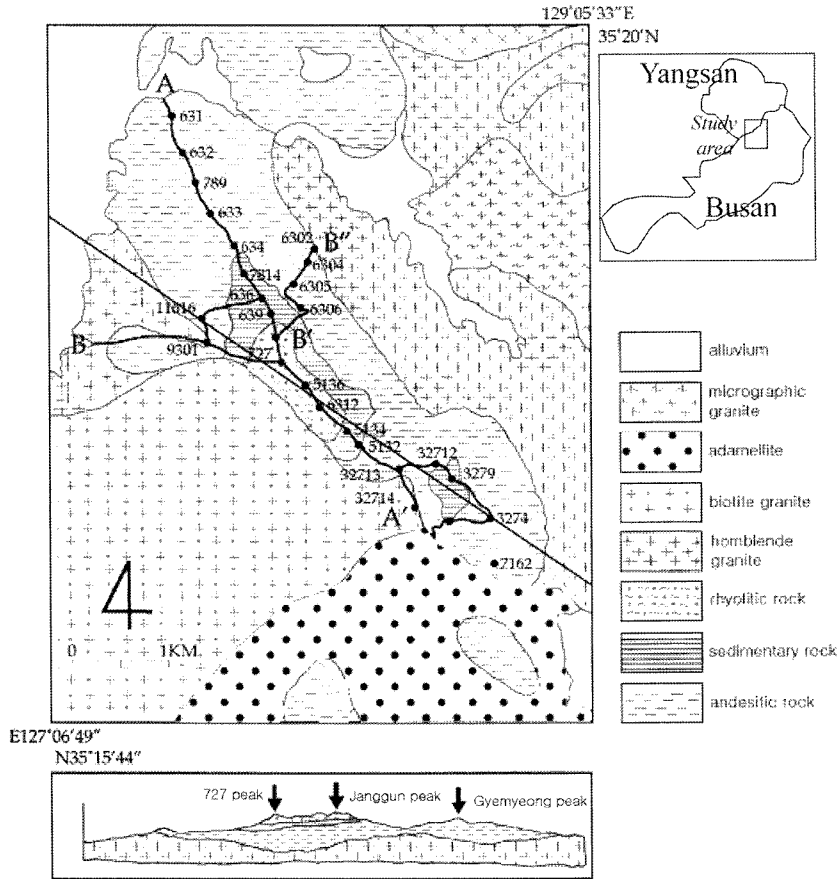 129°05′33″E
35°20′N
Yangsan
Study
area
Busan
A
631
632
789
633
634
7814
6302
B″
6304
6305
6306
636
639
11816
B
9301
727
B′
5136
6312
5134
5132
32713
32712
3279
32714
A′
3274
7162
0 1KM
alluvium
micrographic
granite
adamellite
biotite granite
hornblende
granite
rhyolitic rock
sedimentary rock
andesitic rock
E127°06′49″
N35°15′44″
727 peak
Janggun peak
Gyemyeong peak